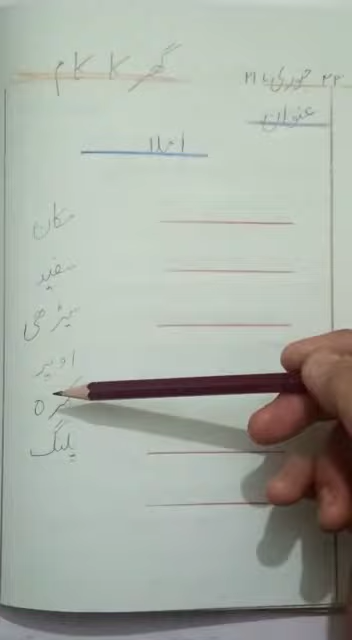 گھر کا کام
۲۲ جنوری ۲۱
عنوان
املا
مکان
سفید
سیڑھی
اوپر
پلنگ